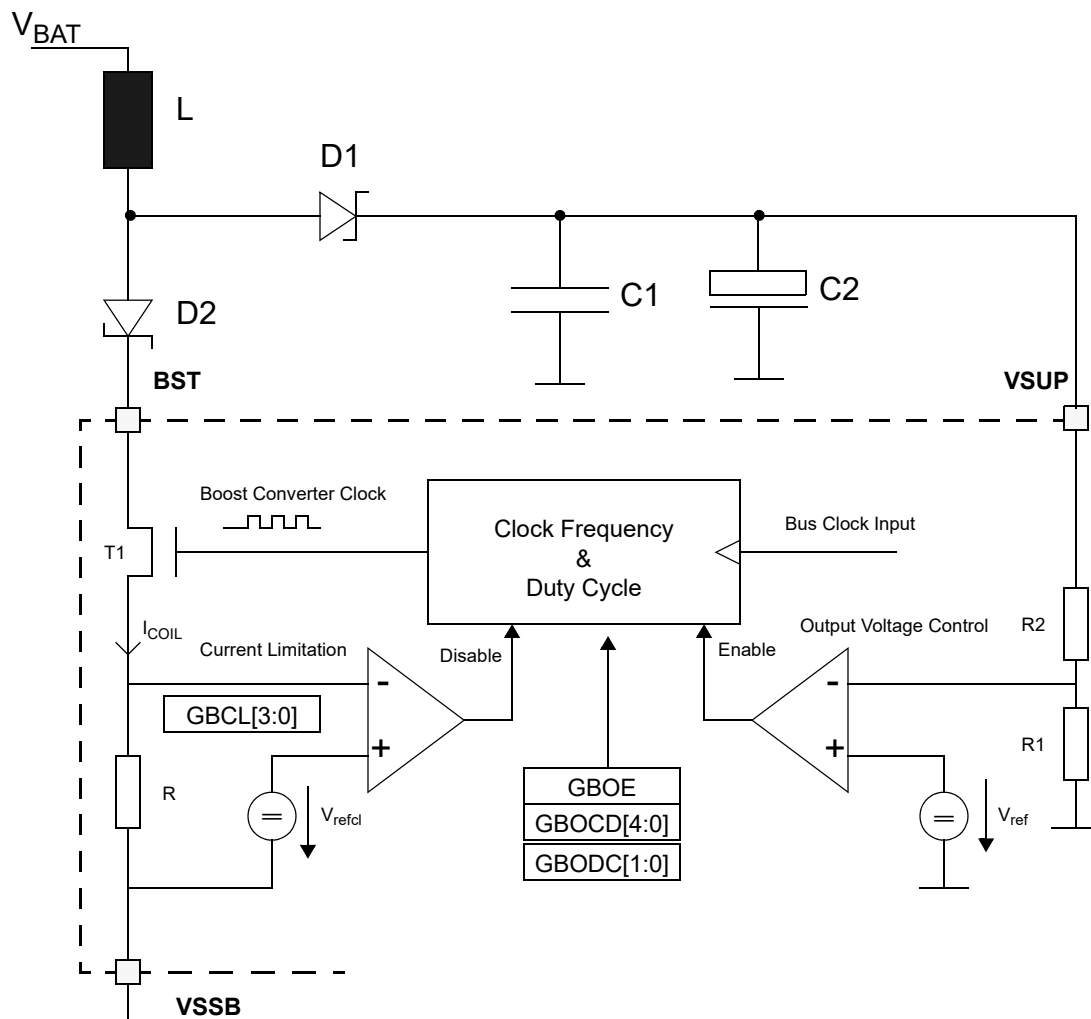 VBAT
L
D1
D2
C1
C2
BST
VSUP
Boost Converter Clock
Clock Frequency
&
Duty Cycle
Bus Clock Input
T1
ICOIL
Current Limitation
Disable
Enable
Output Voltage Control
R2
-
-
GBCL[3:0]
+
+
R1
R
=
Vrefcl
GBOE
GBOCD[4:0]
GBODC[1:0]
=
Vref
VSSB